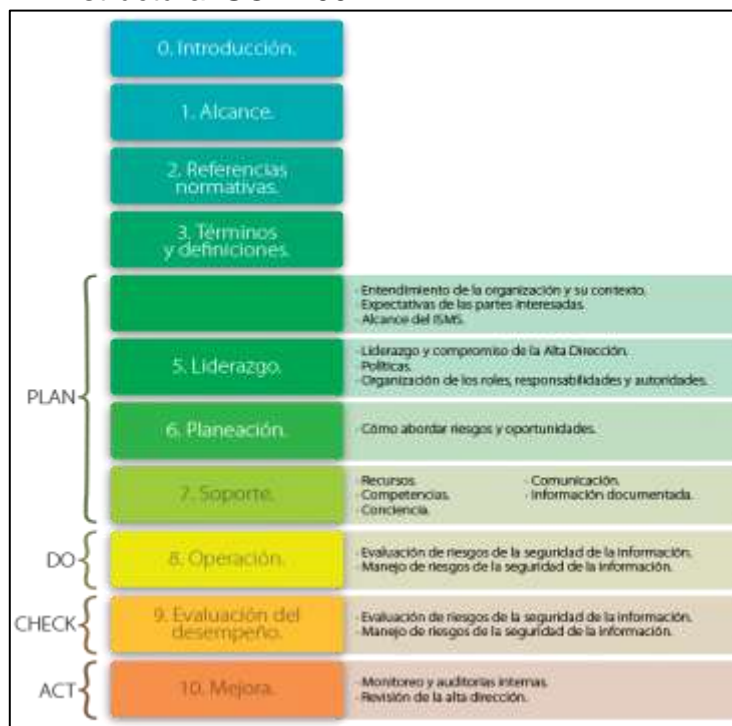 0. Introducción.
1. Alcance.
2. Referencias
normativas.
3. Términos
y definiciones.
PLAN
· Entendimiento de la organización y su contexto.
· Expectativas de las partes interesadas.
· Alcance del ISMS.
5. Liderazgo.
· Liderazgo y compromiso de la Alta Dirección.
· Políticas.
· Organización de los roles, responsabilidades y autoridades.
6. Planeación.
· Cómo abordar riesgos y oportunidades.
7. Soporte.
· Recursos.
· Competencias.
· Conciencia.
· Comunicación.
· Información documentada.
DO
8. Operación.
· Evaluación de riesgos de la seguridad de la información.
· Manejo de riesgos de la seguridad de la información.
CHECK
9. Evaluación del
desempeño.
· Evaluación de riesgos de la seguridad de la información.
· Manejo de riesgos de la seguridad de la información.
ACT
10. Mejora.
· Monitoreo y auditorias internas.
· Revisión de la alta dirección.